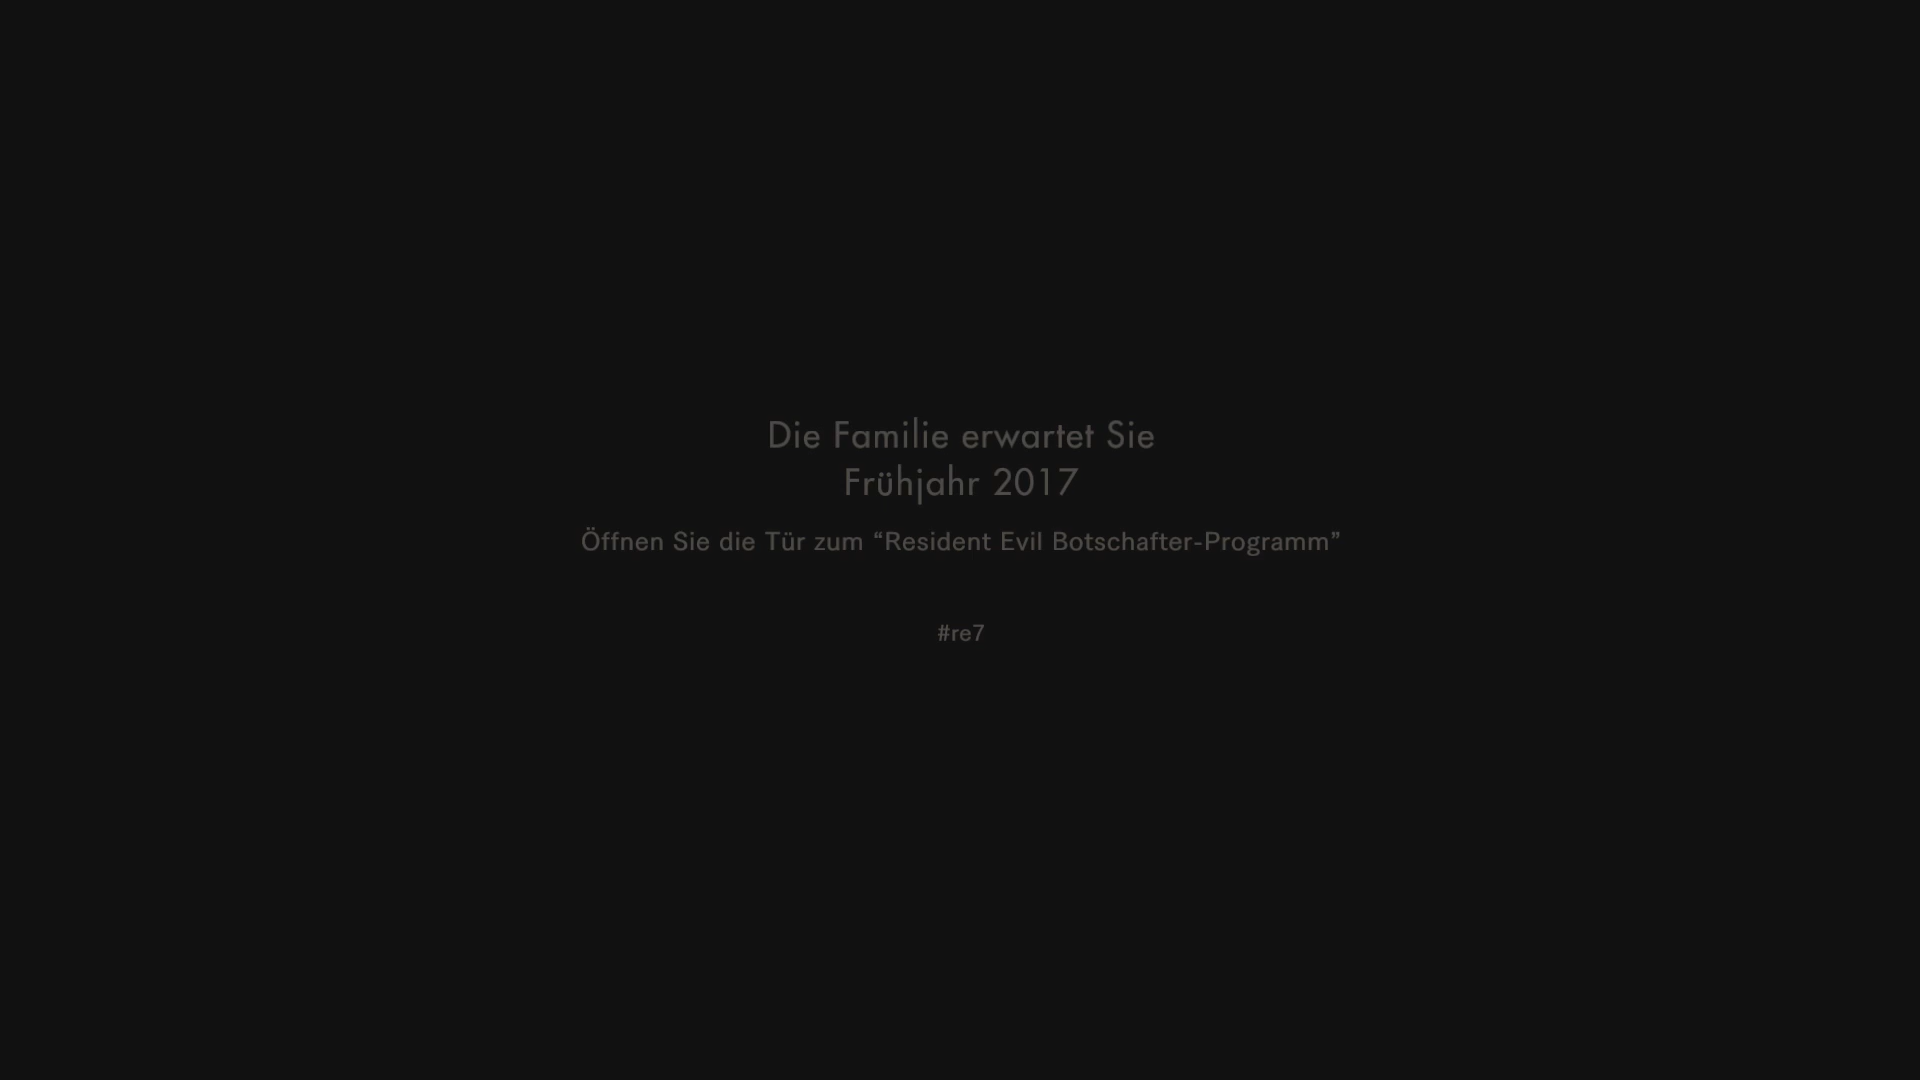 Die Familie erwartet Sie
Frühjahr 2017
Öffnen Sie die Tür zum “Resident Evil Botschafter-Programm”
#re7